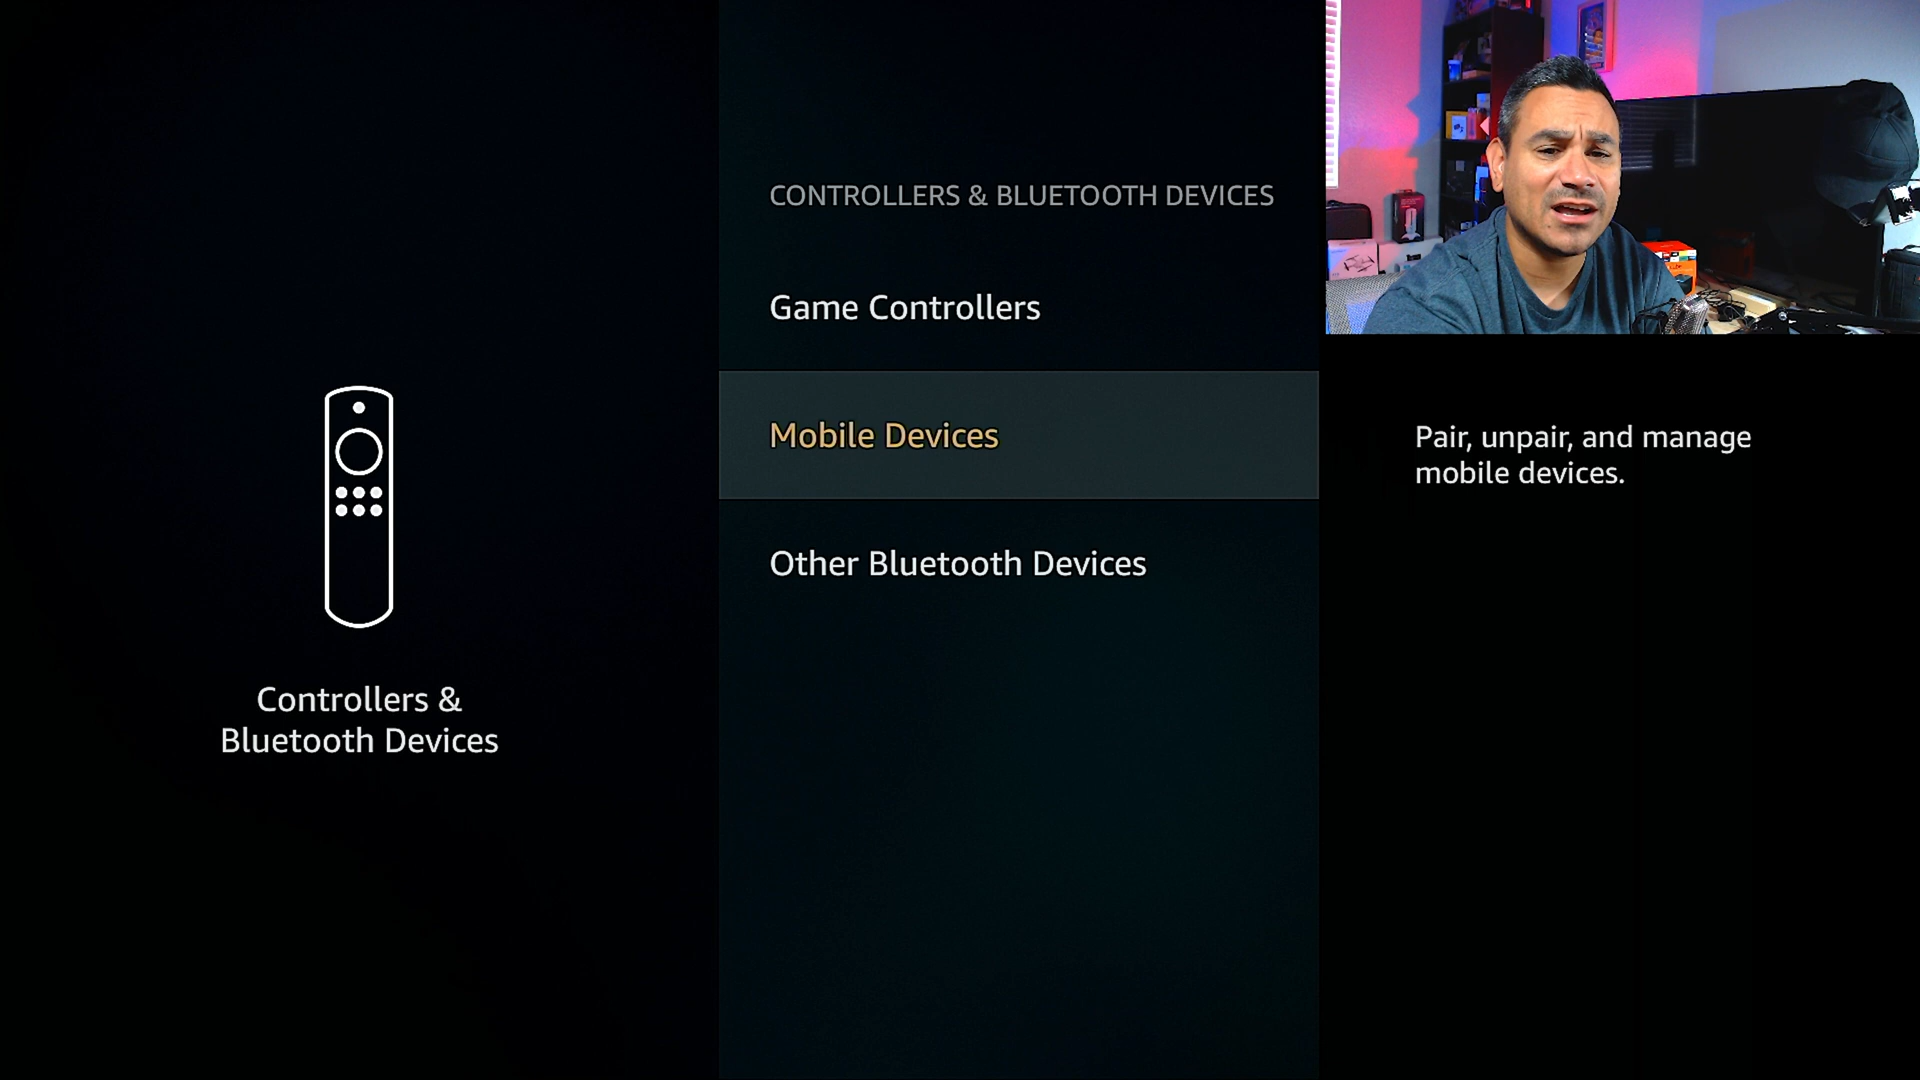 CONTROLLERS & BLUETOOTH DEVICES
Game Controllers
Mobile Devices
Other Bluetooth Devices
Controllers &
Bluetooth Devices
Pair, unpair, and manage
mobile devices.